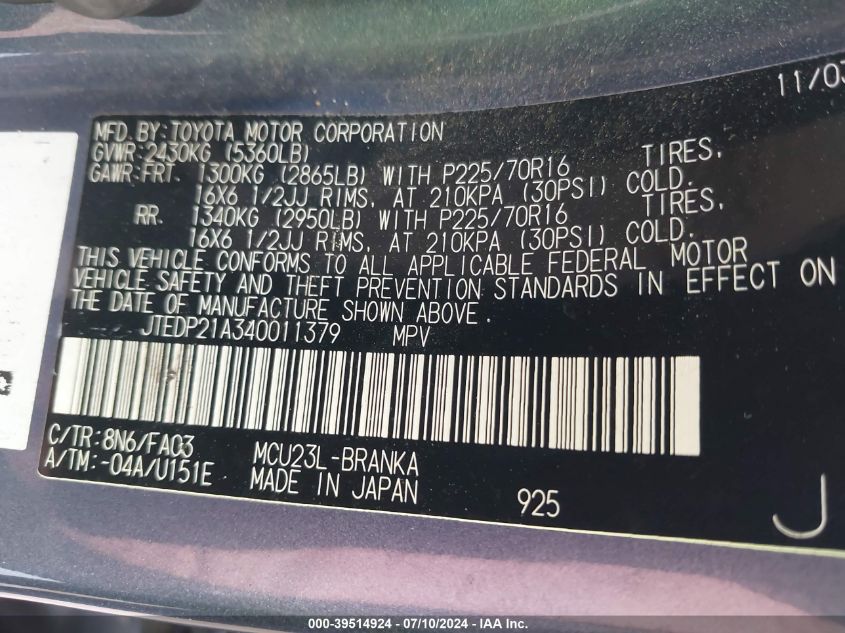 11/03
MFD.BY:TOYOTA MOTOR CORPORATION
GVWR:2430KG (5360LB)
GAWR:FRT. 1300KG (2865LB) WITH P225/70R16 TIRES,
16X6 1/2JJ RIMS, AT 210KPA (30PSI) COLD.
RR. 1340KG (2950LB) WITH P225/70R16 TIRES,
16X6 1/2JJ RIMS, AT 210KPA (30PSI) COLD.
THIS VEHICLE CONFORMS TO ALL APPLICABLE FEDERAL MOTOR
VEHICLE SAFETY AND THEFT PREVENTION STANDARDS IN EFFECT ON
THE DATE OF MANUFACTURE SHOWN ABOVE.
JTEDP21A340011379 MPV
C/TR:8N6/FA03 MCU23L-BRANKA
A/TM:-04A/U151E MADE IN JAPAN 925
J
000-39514924 / 07/10/2024 - IAA Inc.